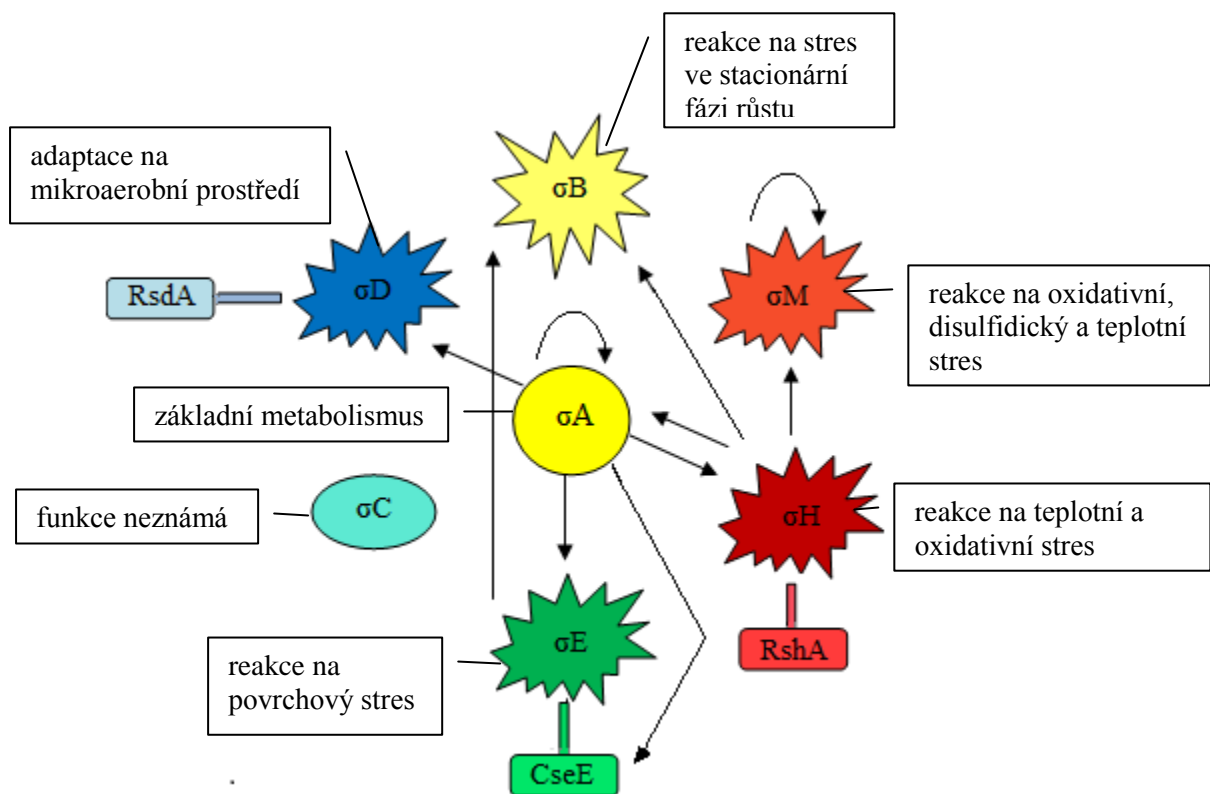 reakce na stres
ve stacionární
fázi růstu
adaptace na
mikroaerobní prostředí
σB
σD
RsdA
σM
reakce na oxidativní,
disulfidický a teplotní
stres
základní metabolismus
σA
funkce neznámá
σC
σH
reakce na teplotní a
oxidativní stres
σE
RshA
reakce na
povrchový stres
CseE
.